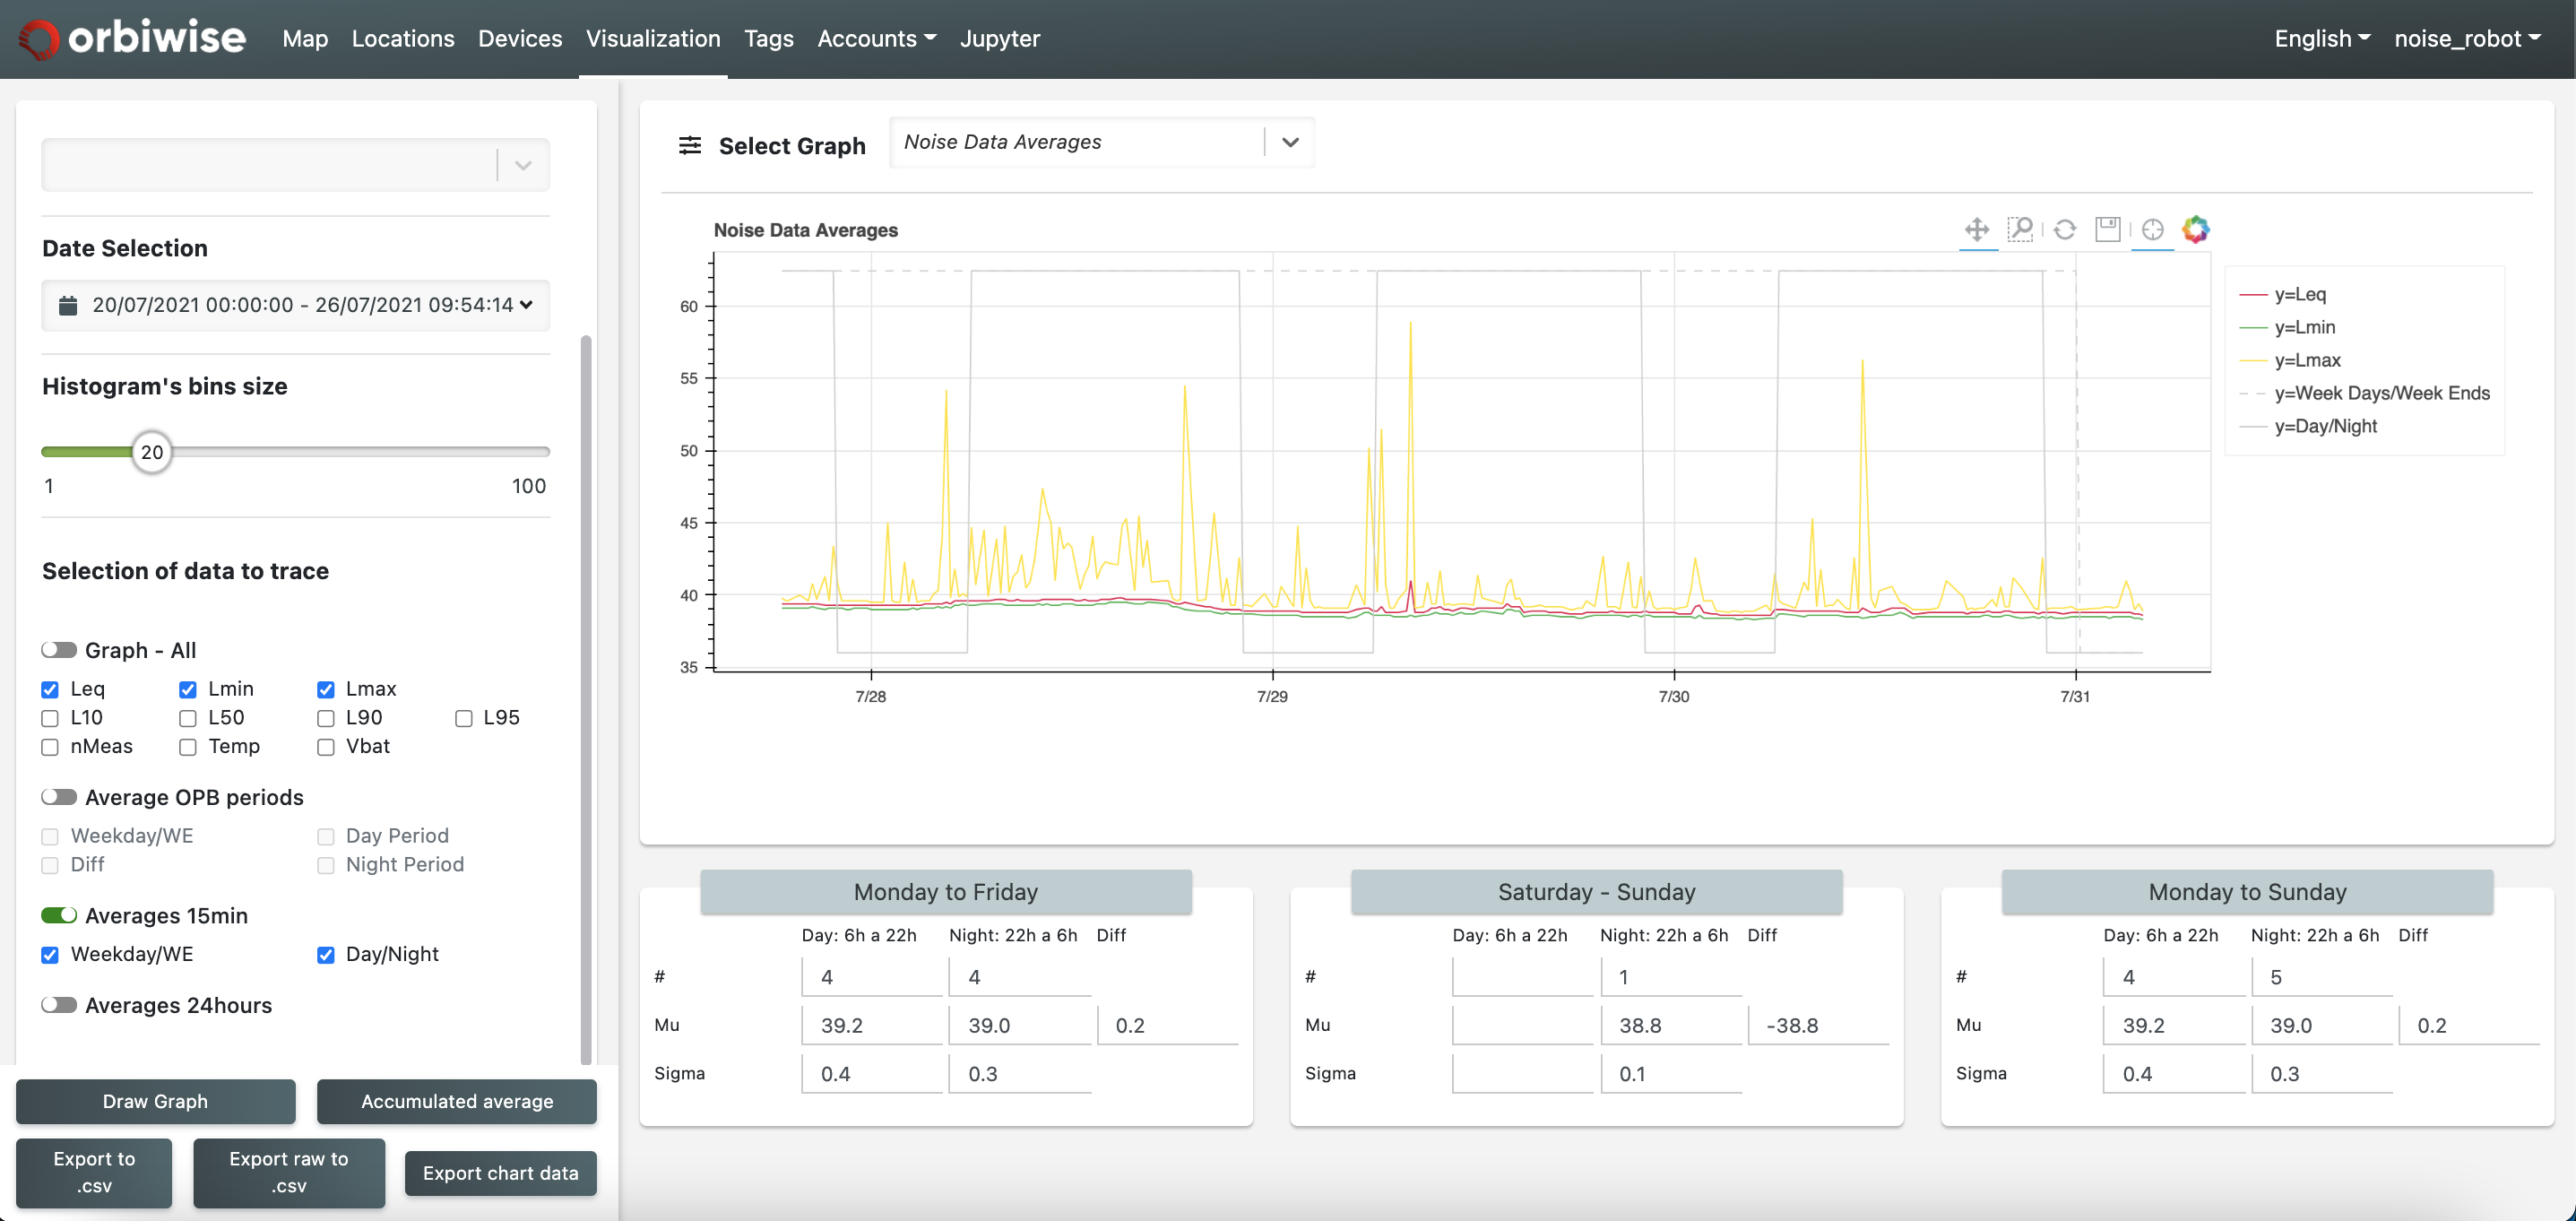 orbiwise Map Locations Devices Visualization Tags Accounts Jupyter English noise_robot
Date Selection
20/07/2021 00:00:00 - 26/07/2021 09:54:14
Histogram's bins size
20
1 100
Selection of data to trace
Graph - All
Leq Lmin Lmax
L10 L50 L90 L95
nMeas Temp Vbat
Average OPB periods
Weekday/WE Day Period
Diff Night Period
Averages 15min
Weekday/WE Day/Night
Averages 24hours
Draw Graph Accumulated average
Export to .csv
Export raw to .csv
Export chart data
Select Graph Noise Data Averages
Noise Data Averages
60
55
50
45
40
35
7/28 7/29 7/30 7/31
y=Leq
y=Lmin
y=Lmax
y=Week Days/Week Ends
y=Day/Night
Monday to Friday
Day: 6h a 22h Night: 22h a 6h Diff
# 4 4
Mu 39.2 39.0 0.2
Sigma 0.4 0.3
Saturday - Sunday
Day: 6h a 22h Night: 22h a 6h Diff
# 1
Mu 38.8 -38.8
Sigma 0.1
Monday to Sunday
Day: 6h a 22h Night: 22h a 6h Diff
# 4 5
Mu 39.2 39.0 0.2
Sigma 0.4 0.3